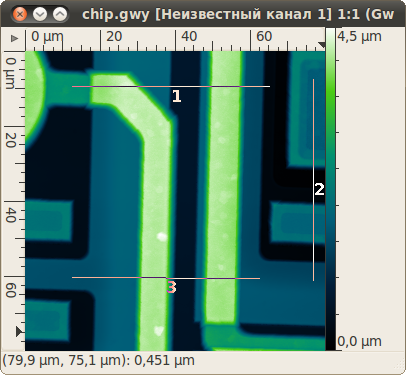 chip.gwy [Неизвестный канал 1] 1:1 (Gw
0 µm 20 40 60
4,5 µm
0 µm
20
40
60
1
2
3
0,0 µm
(79,9 µm, 75,1 µm): 0,451 µm